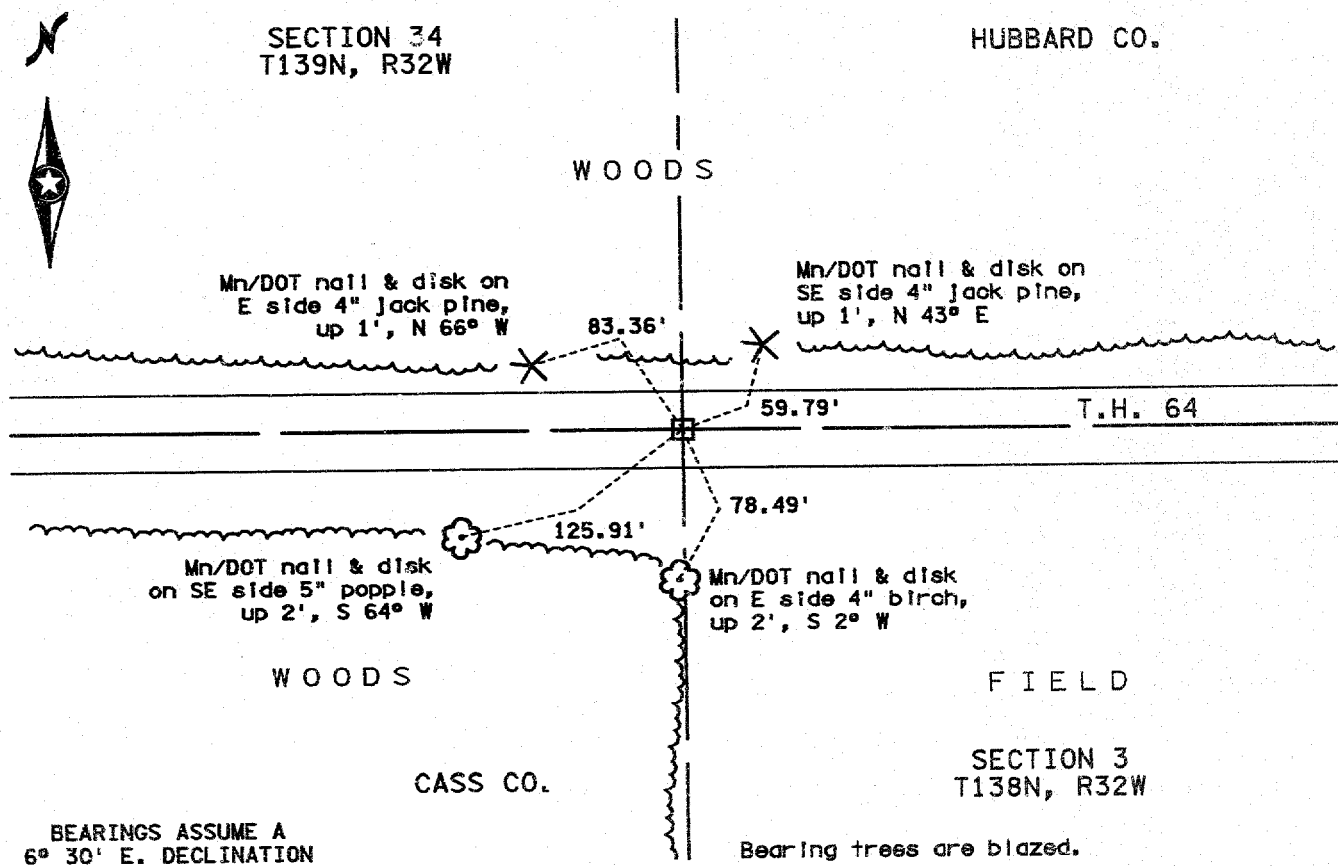 N
SECTION 34
T139N, R32W
HUBBARD CO.
WOODS
Mn/DOT nail & disk on
E side 4" jack pine,
up 1', N 66° W
83.36'
Mn/DOT nail & disk on
SE side 4" jack pine,
up 1', N 43° E
59.79'
T.H. 64
125.91'
78.49'
Mn/DOT nail & disk
on SE side 5" popple,
up 2', S 64° W
Mn/DOT nail & disk
on E side 4" birch,
up 2', S 2° W
WOODS
FIELD
CASS CO.
SECTION 3
T138N, R32W
BEARINGS ASSUME A
6° 30' E. DECLINATION
Bearing trees are blazed.